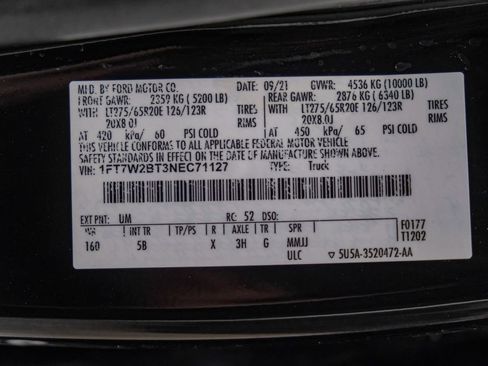 MFD. BY FORD MOTOR CO. DATE: 09/21 GVWR: 4536 KG (10000 LB)
FRONT GAWR: 2359 KG (5200 LB) REAR GAWR: 2876 KG (6340 LB)
WITH LT275/65R20E 126/123R TIRES WITH LT275/65R20E 126/123R TIRES
20X8.0J RIMS 20X8.0J RIMS
AT 420 kPa/ 60 PSI COLD AT 450 kPa/ 65 PSI COLD
THIS VEHICLE CONFORMS TO ALL APPLICABLE FEDERAL MOTOR VEHICLE
SAFETY STANDARDS IN EFFECT ON THE DATE OF MANUFACTURE SHOWN ABOVE.
VIN: 1FT7W2BT3NEC71127 TYPE: Truck
EXT PNT: UM RC: 52 DSO:
WB INT TR TP/PS R AXLE TR SPR F0177
160 5B X 3H G MMJJ T1202
ULC ▽ 5U5A-3520472-AA